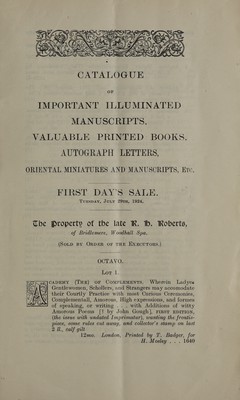 CATALOGUE
OF
IMPORTANT ILLUMINATED
MANUSCRIPTS,
VALUABLE PRINTED BOOKS,
AUTOGRAPH LETTERS,
ORIENTAL MINIATURES AND MANUSCRIPTS, ETC.
FIRST DAY'S SALE.
TUESDAY, JULY 29TH, 1924.
The Property of the late R. H. Roberts,
of Bridlemere, Woodhall Spa.
(SOLD BY ORDER OF THE EXECUTORS.)
OCTAVO.
LOT 1
ACADEMY (THE) OF COMPLEMENTS. Wherein Ladyes
Gentlewomen, Schollers, and Strangers may accomodate
their Courtly Practice with most Curious Ceremonies,
Complementall, Amorous, High expressions, and formes
of speaking, or writing . . . with Additions of witty
Amorous Poems [? by John Gough], FIRST EDITION,
(the issue with undated Imprimatur), wanting the frontis-
piece, some rules cut away, and collector's stamp on last
2 ll., calf gilt
12mo. London, Printed by T. Badger, for
H. Mosley . . 1640